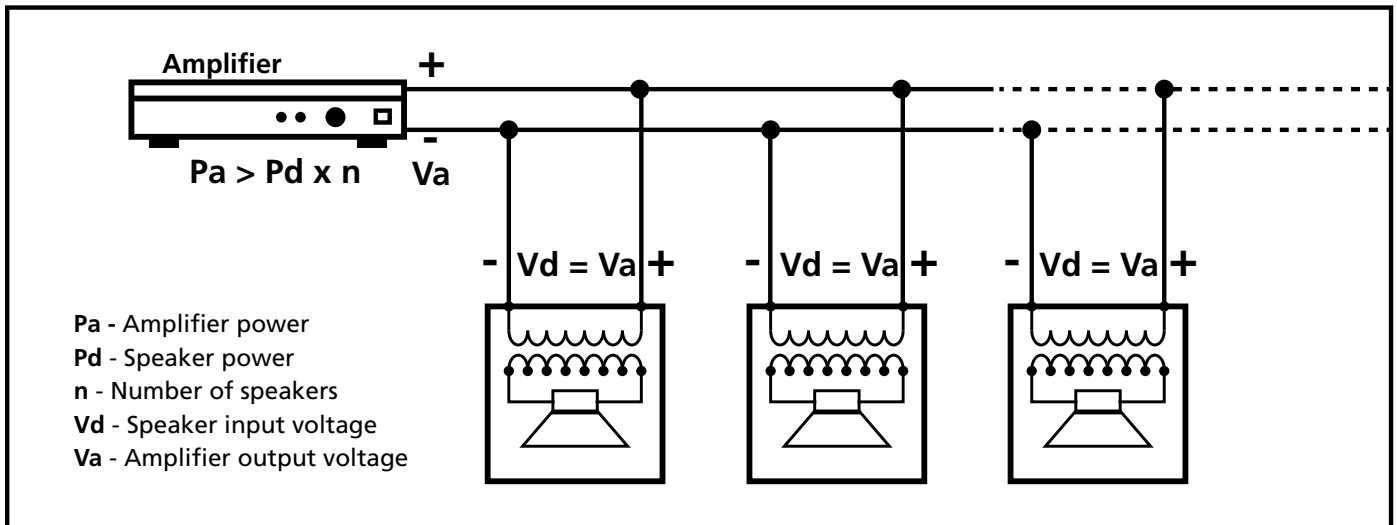 Amplifier
+
-
Pa > Pd x n
Va
- Vd = Va +
- Vd = Va +
- Vd = Va +
Pa - Amplifier power
Pd - Speaker power
n - Number of speakers
Vd - Speaker input voltage
Va - Amplifier output voltage